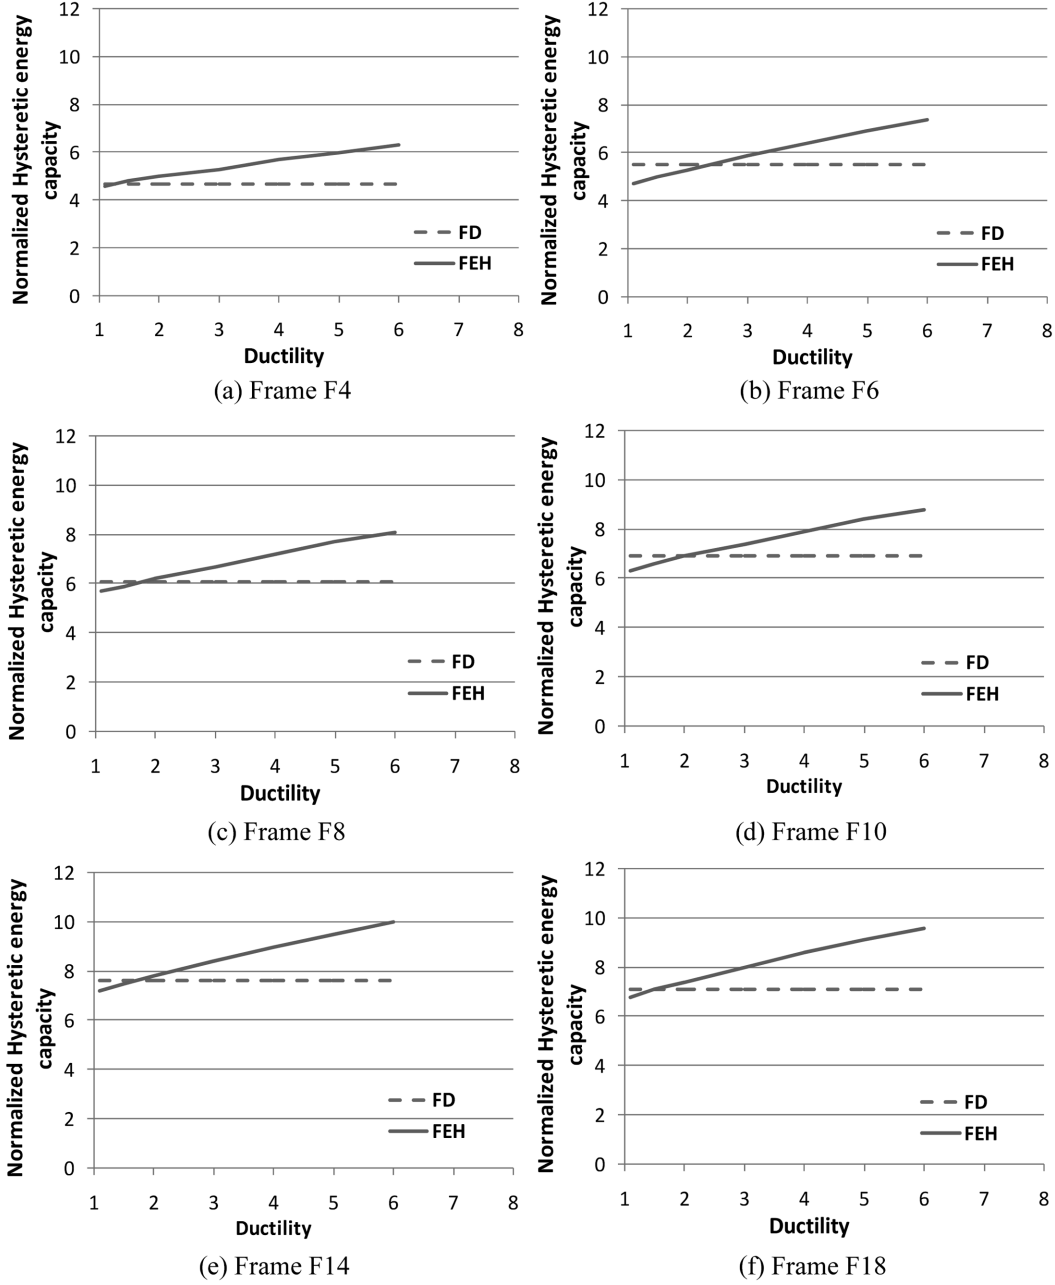 Normalized Hysteretic energy
capacity
12
10
8
6
4
2
0
FD
FEH
1 2 3 4 5 6 7 8
Ductility
(a) Frame F4
Normalized Hysteretic energy
capacity
12
10
8
6
4
2
0
FD
FEH
1 2 3 4 5 6 7 8
Ductility
(b) Frame F6
Normalized Hysteretic energy
capacity
12
10
8
6
4
2
0
FD
FEH
1 2 3 4 5 6 7 8
Ductility
(c) Frame F8
Normalized Hysteretic energy
capacity
12
10
8
6
4
2
0
FD
FEH
1 2 3 4 5 6 7 8
Ductility
(d) Frame F10
Normalized Hysteretic energy
capacity
12
10
8
6
4
2
0
FD
FEH
1 2 3 4 5 6 7 8
Ductility
(e) Frame F14
Normalized Hysteretic energy
capacity
12
10
8
6
4
2
0
FD
FEH
1 2 3 4 5 6 7 8
Ductility
(f) Frame F18